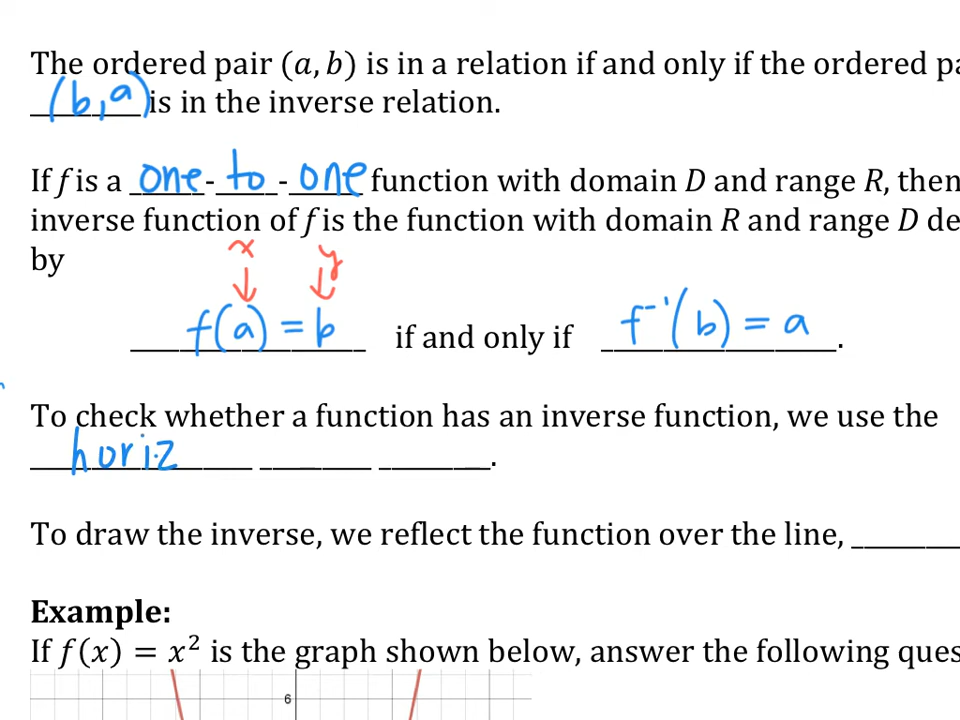 The ordered pair (a, b) is in a relation if and only if the ordered pa
(b, a) is in the inverse relation.
If f is a one - to - one function with domain D and range R, then
inverse function of f is the function with domain R and range D de
by
x y
f(a) = b if and only if f⁻¹(b) = a.
To check whether a function has an inverse function, we use the
horiz ______ ______.
To draw the inverse, we reflect the function over the line, ______
Example:
If f(x) = x² is the graph shown below, answer the following ques
6